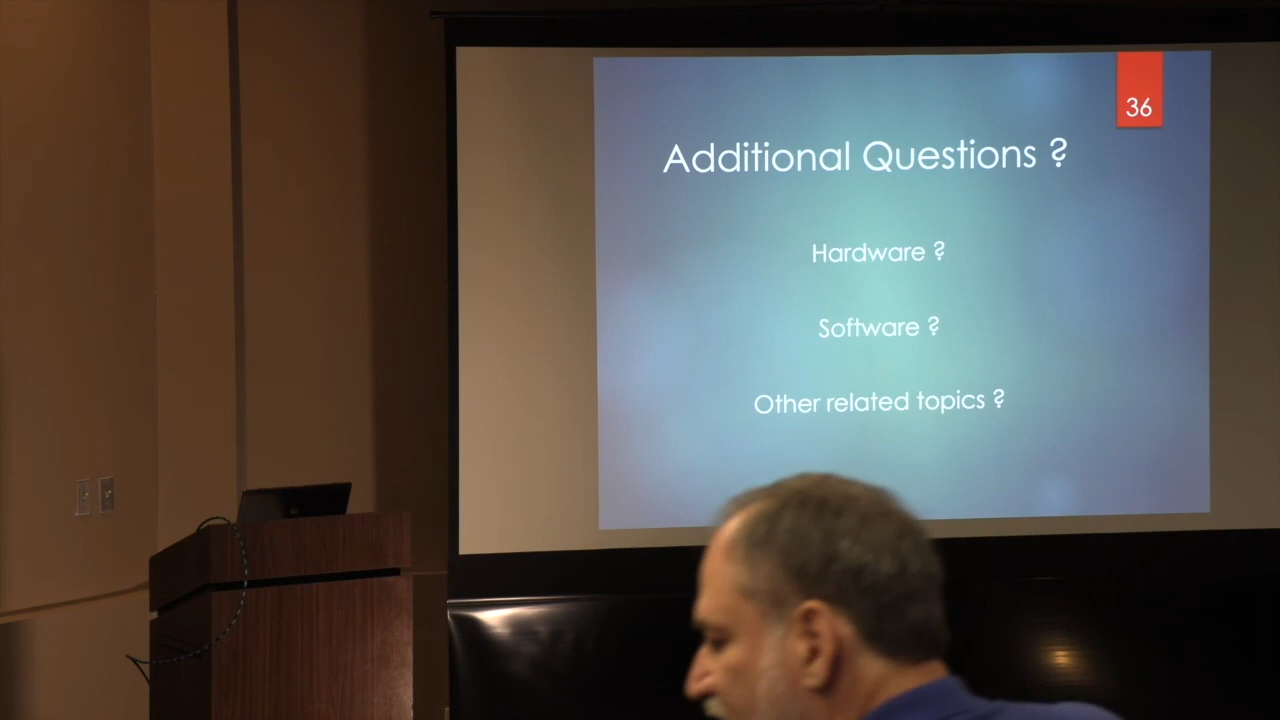 36
Additional Questions ?
Hardware ?
Software ?
Other related topics ?